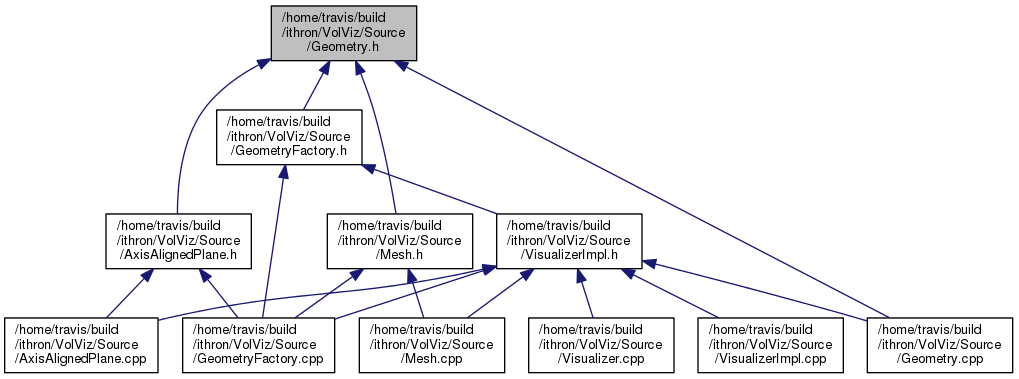 /home/travis/build
/ithron/VolViz/Source
/Geometry.h
/home/travis/build
/ithron/VolViz/Source
/GeometryFactory.h
/home/travis/build
/ithron/VolViz/Source
/AxisAlignedPlane.h
/home/travis/build
/ithron/VolViz/Source
/Mesh.h
/home/travis/build
/ithron/VolViz/Source
/VisualizerImpl.h
/home/travis/build
/ithron/VolViz/Source
/AxisAlignedPlane.cpp
/home/travis/build
/ithron/VolViz/Source
/GeometryFactory.cpp
/home/travis/build
/ithron/VolViz/Source
/Mesh.cpp
/home/travis/build
/ithron/VolViz/Source
/Visualizer.cpp
/home/travis/build
/ithron/VolViz/Source
/VisualizerImpl.cpp
/home/travis/build
/ithron/VolViz/Source
/Geometry.cpp